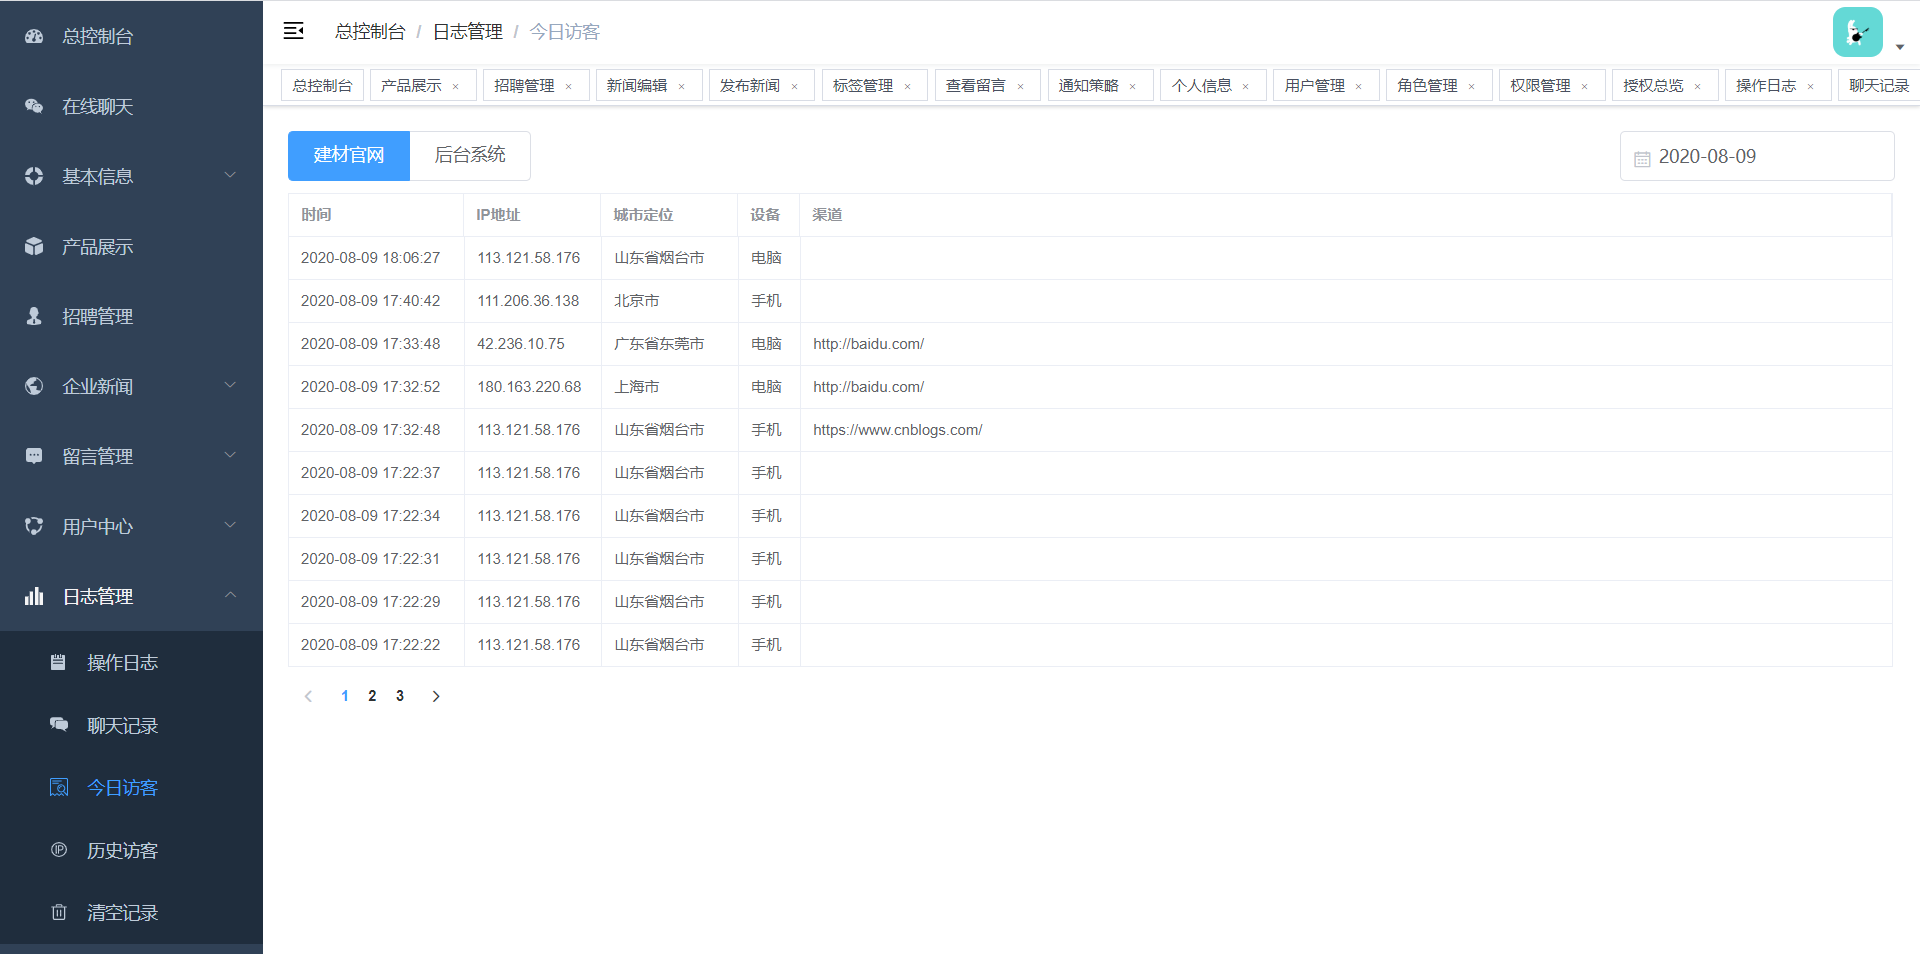 总控制台
在线聊天
基本信息
产品展示
招聘管理
企业新闻
留言管理
用户中心
日志管理
操作日志
聊天记录
今日访客
历史访客
清空记录
总控制台 / 日志管理 / 今日访客
总控制台 产品展示 × 招聘管理 × 新闻编辑 × 发布新闻 × 标签管理 × 查看留言 × 通知策略 × 个人信息 × 用户管理 × 角色管理 × 权限管理 × 授权总览 × 操作日志 × 聊天记录
建材官网 后台系统 2020-08-09
时间 IP地址 城市定位 设备 渠道
2020-08-09 18:06:27 113.121.58.176 山东省烟台市 电脑
2020-08-09 17:40:42 111.206.36.138 北京市 手机
2020-08-09 17:33:48 42.236.10.75 广东省东莞市 电脑 http://baidu.com/
2020-08-09 17:32:52 180.163.220.68 上海市 电脑 http://baidu.com/
2020-08-09 17:32:48 113.121.58.176 山东省烟台市 手机 https://www.cnblogs.com/
2020-08-09 17:22:37 113.121.58.176 山东省烟台市 手机
2020-08-09 17:22:34 113.121.58.176 山东省烟台市 手机
2020-08-09 17:22:31 113.121.58.176 山东省烟台市 手机
2020-08-09 17:22:29 113.121.58.176 山东省烟台市 手机
2020-08-09 17:22:22 113.121.58.176 山东省烟台市 手机
1 2 3